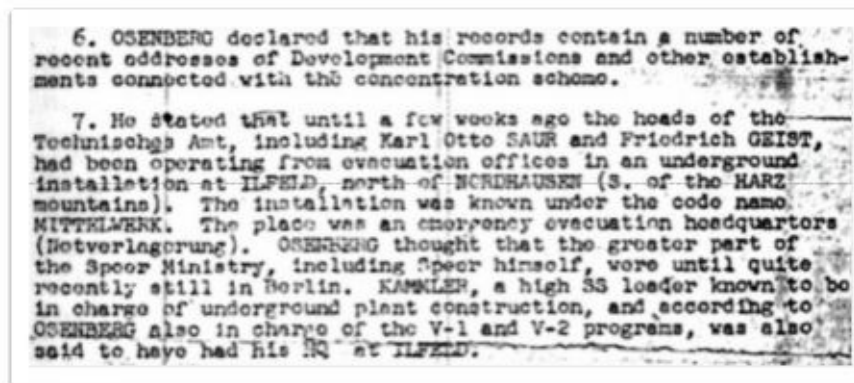 6. OSENBERG declared that his records contain a number of
recent addresses of Development Commissions and other establish-
ments connected with the concentration scheme.
7. He stated that until a few weeks ago the heads of the
Technisches Amt, including Karl Otto SAUR and Friedrich GEIST,
had been operating from evacuation offices in an underground
installation at ILFELD, north of NORDHAUSEN (S. of the HARZ
mountains). The installation was known under the code name
MITTELWERK. The place was an emergency evacuation headquarters
(Notverlagerung). OSENBERG thought that the greater part of
the Speer Ministry, including Speer himself, were until quite
recently still in Berlin. KAMMLER, a high SS leader known to be
in charge of underground plant construction, and according to
OSENBERG also in charge of the V-1 and V-2 programs, was also
said to have had his HQ at ILFELD.